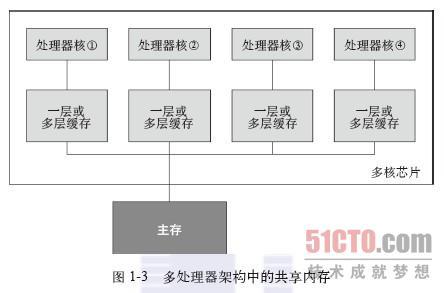 处理器核① 处理器核② 处理器核③ 处理器核④
一层或 一层或 一层或 一层或
多层缓存 多层缓存 多层缓存 多层缓存
多核芯片
主存
51CTO.com
技术成就梦想
图 1-3 多处理器架构中的共享内存